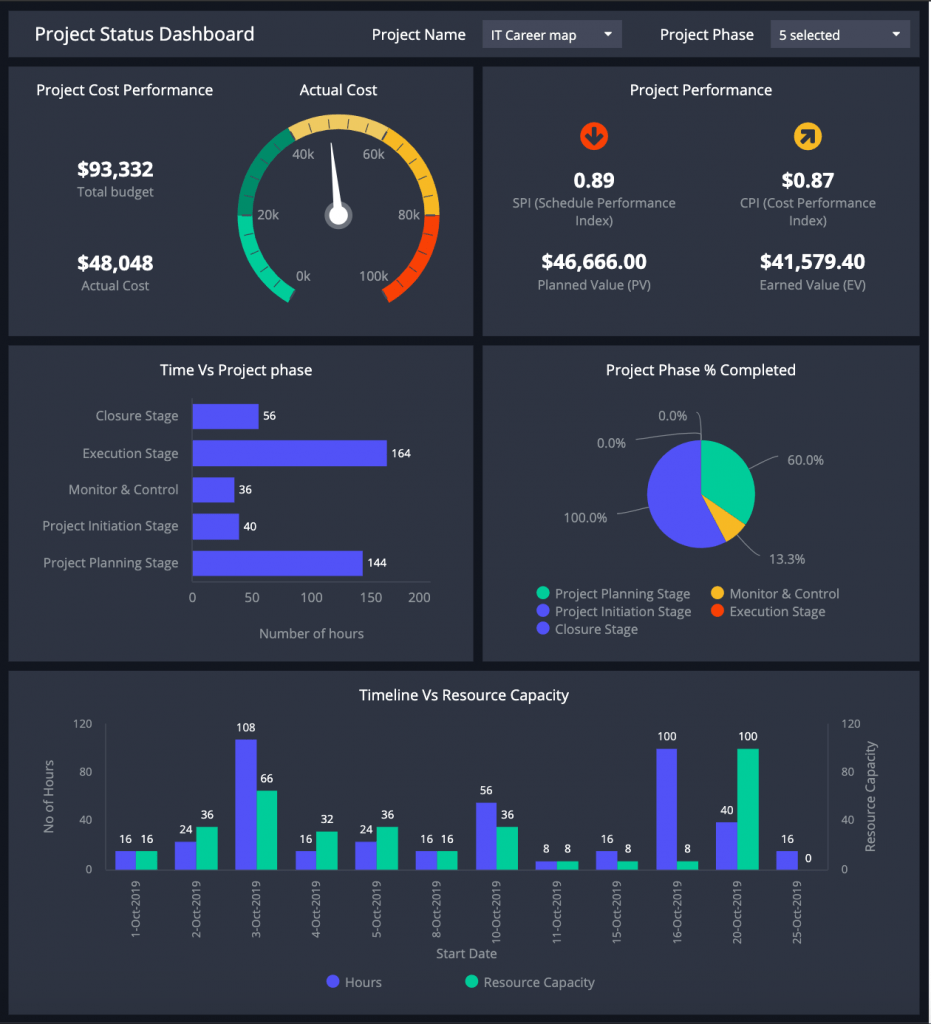 Project Status Dashboard
Project Name
IT Career map
Project Phase
5 selected
Project Cost Performance
Actual Cost
$93,332
Total budget
$48,048
Actual Cost
0k
20k
40k
60k
80k
100k
Project Performance
0.89
SPI (Schedule Performance
Index)
$0.87
CPI (Cost Performance
Index)
$46,666.00
Planned Value (PV)
$41,579.40
Earned Value (EV)
Time Vs Project phase
Closure Stage
56
Execution Stage
164
Monitor & Control
36
Project Initiation Stage
40
Project Planning Stage
144
0 50 100 150 200
Number of hours
Project Phase % Completed
0.0%
0.0%
60.0%
100.0%
13.3%
Project Planning Stage
Monitor & Control
Project Initiation Stage
Execution Stage
Closure Stage
Timeline Vs Resource Capacity
No of Hours
120
80
40
0
16 16
24 36
108 66
16 32
24 36
16 16
56 36
8 8
16 8
100 8
40 100
16 0
120
80
40
0
Resource Capacity
1-Oct-2019
2-Oct-2019
3-Oct-2019
4-Oct-2019
5-Oct-2019
8-Oct-2019
10-Oct-2019
11-Oct-2019
15-Oct-2019
16-Oct-2019
20-Oct-2019
25-Oct-2019
Start Date
Hours
Resource Capacity